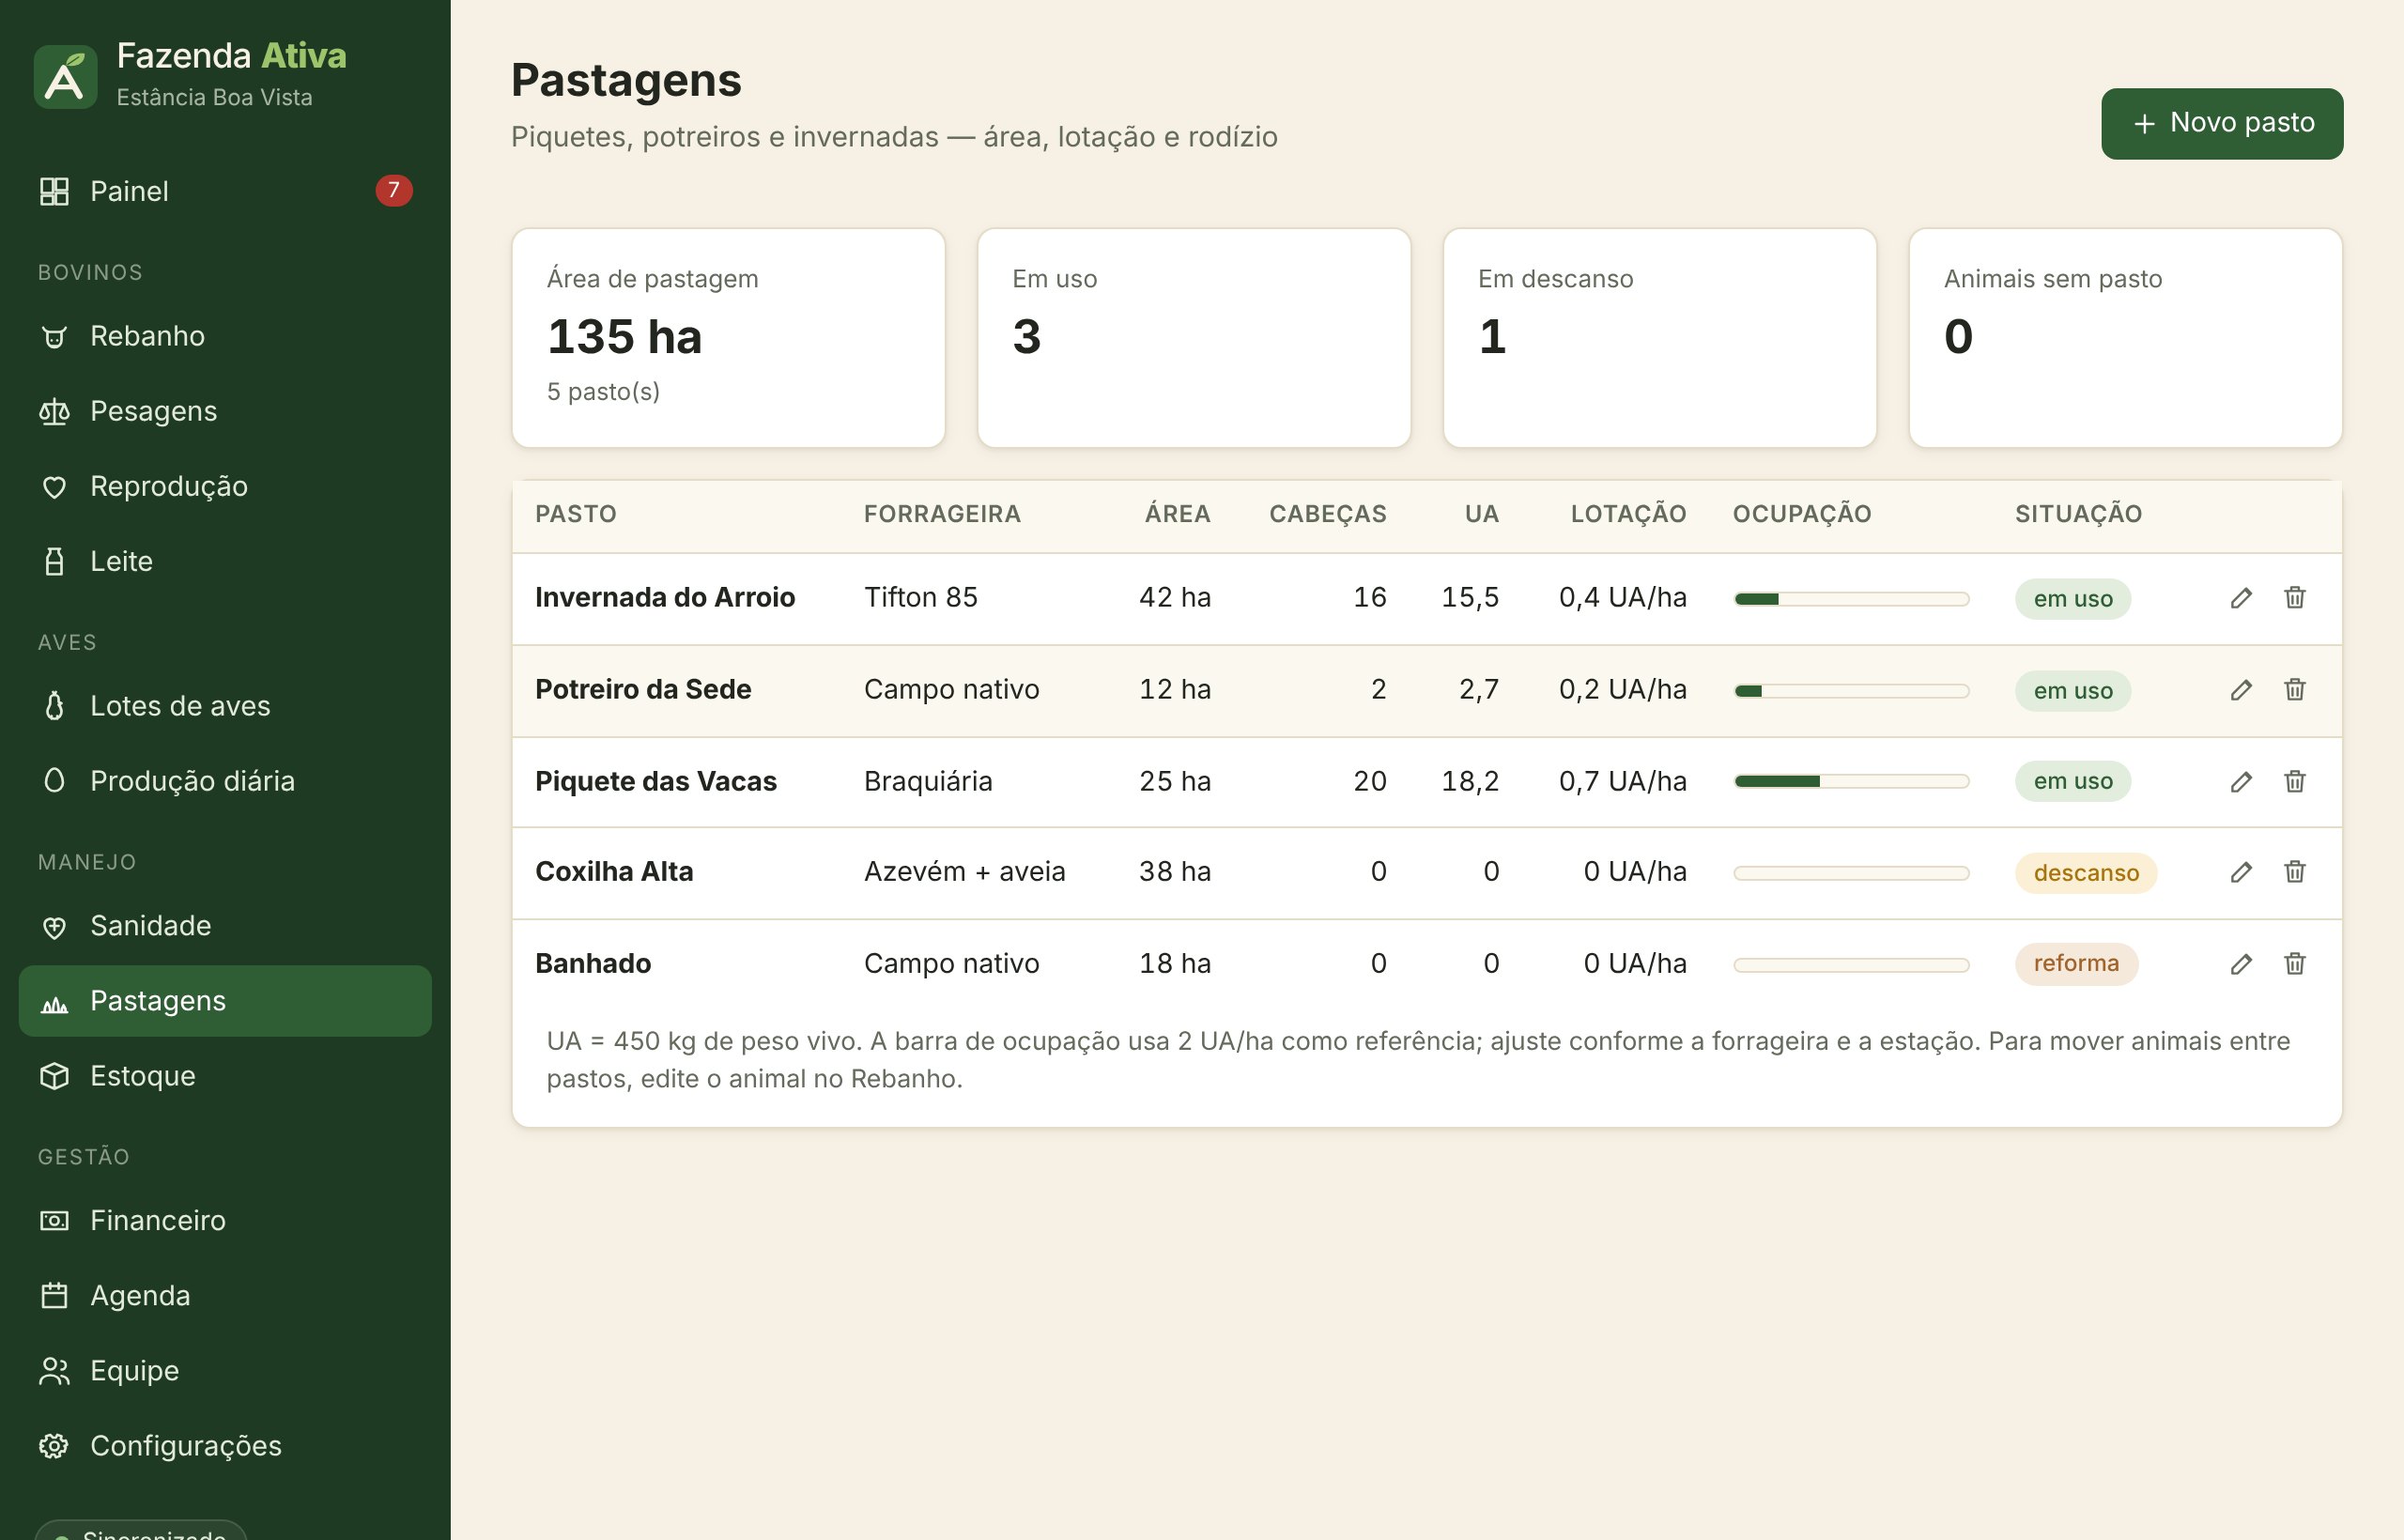 Fazenda Ativa
Estância Boa Vista
Painel
7
BOVINOS
Rebanho
Pesagens
Reprodução
Leite
AVES
Lotes de aves
Produção diária
MANEJO
Sanidade
Pastagens
Estoque
GESTÃO
Financeiro
Agenda
Equipe
Configurações
Sincronizado
Pastagens
Piquetes, potreiros e invernadas — área, lotação e rodízio
+ Novo pasto
Área de pastagem
135 ha
5 pasto(s)
Em uso
3
Em descanso
1
Animais sem pasto
0
PASTO FORRAGEIRA ÁREA CABEÇAS UA LOTAÇÃO OCUPAÇÃO SITUAÇÃO
Invernada do Arroio Tifton 85 42 ha 16 15,5 0,4 UA/ha em uso
Potreiro da Sede Campo nativo 12 ha 2 2,7 0,2 UA/ha em uso
Piquete das Vacas Braquiária 25 ha 20 18,2 0,7 UA/ha em uso
Coxilha Alta Azevém + aveia 38 ha 0 0 0 UA/ha descanso
Banhado Campo nativo 18 ha 0 0 0 UA/ha reforma
UA = 450 kg de peso vivo. A barra de ocupação usa 2 UA/ha como referência; ajuste conforme a forrageira e a estação. Para mover animais entre
pastos, edite o animal no Rebanho.